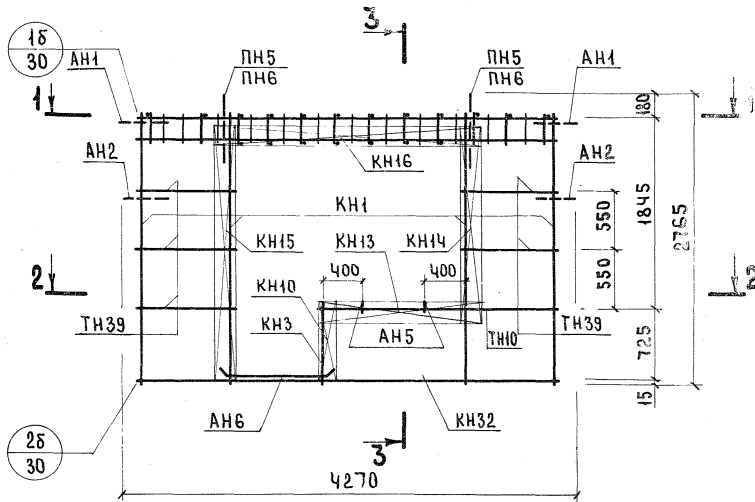 3
1б
30
АН1
ПН5
ПН6
ПН5
ПН6
АН1
1
180
КН16
АН2
АН2
КН1
550
1845
2765
КН15
КН13
КН14
2
КН10
400
400
550
КН3
ТН39
АН5
ТН10
ТН39
725
15
АН6
КН32
2б
30
3
4270